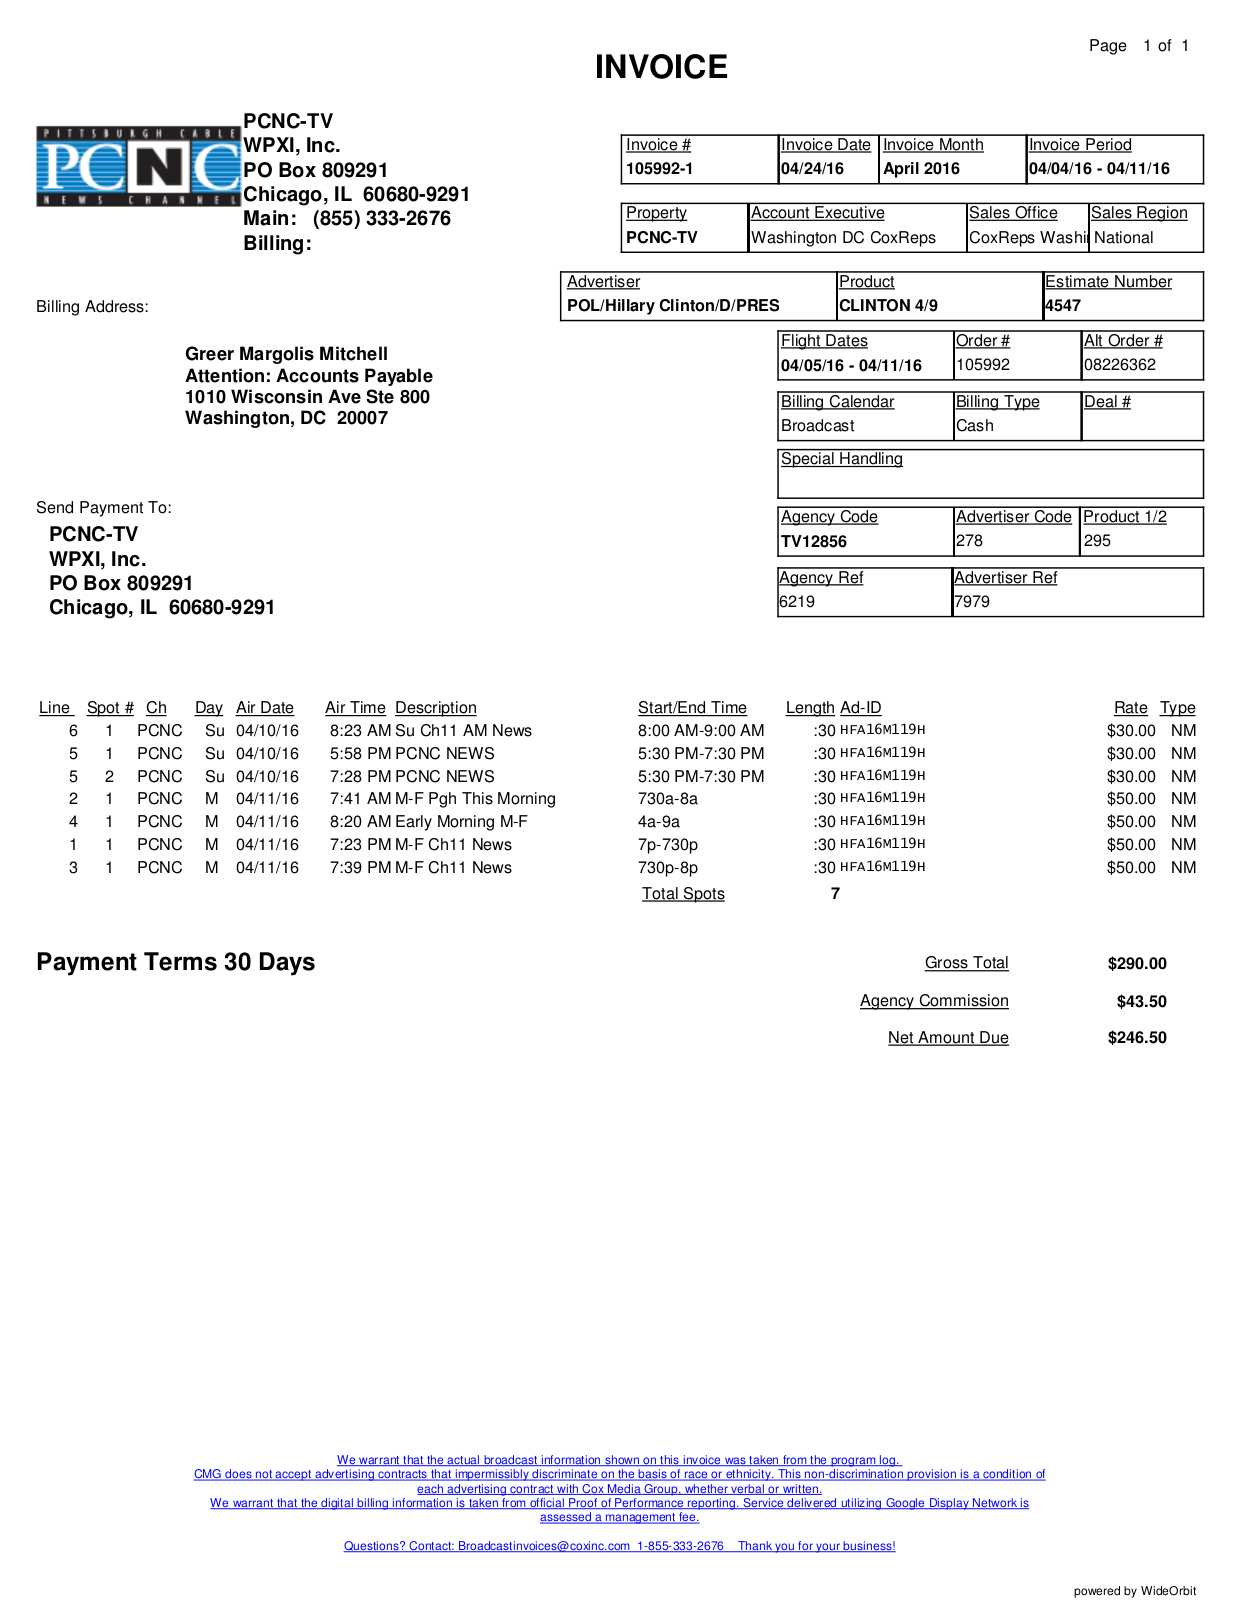 Page 1 of 1
INVOICE
PITTSBURGH CABLE
PCNC
NEWS CHANNEL
PCNC-TV
WPXI, Inc.
PO Box 809291
Chicago, IL 60680-9291
Main: (855) 333-2676
Billing:
Invoice # Invoice Date Invoice Month Invoice Period
105992-1 04/24/16 April 2016 04/04/16 - 04/11/16
Property Account Executive Sales Office Sales Region
PCNC-TV Washington DC CoxReps CoxReps Washi National
Advertiser Product Estimate Number
POL/Hillary Clinton/D/PRES CLINTON 4/9 4547
Billing Address:
Greer Margolis Mitchell
Attention: Accounts Payable
1010 Wisconsin Ave Ste 800
Washington, DC 20007
Flight Dates Order # Alt Order #
04/05/16 - 04/11/16 105992 08226362
Billing Calendar Billing Type Deal #
Broadcast Cash
Special Handling
Send Payment To:
PCNC-TV
WPXI, Inc.
PO Box 809291
Chicago, IL 60680-9291
Agency Code Advertiser Code Product 1/2
TV12856 278 295
Agency Ref Advertiser Ref
6219 7979
Line Spot # Ch Day Air Date Air Time Description Start/End Time Length Ad-ID Rate Type
6 1 PCNC Su 04/10/16 8:23 AM Su Ch11 AM News 8:00 AM-9:00 AM :30 HFA16M119H $30.00 NM
5 1 PCNC Su 04/10/16 5:58 PM PCNC NEWS 5:30 PM-7:30 PM :30 HFA16M119H $30.00 NM
5 2 PCNC Su 04/10/16 7:28 PM PCNC NEWS 5:30 PM-7:30 PM :30 HFA16M119H $30.00 NM
2 1 PCNC M 04/11/16 7:41 AM M-F Pgh This Morning 730a-8a :30 HFA16M119H $50.00 NM
4 1 PCNC M 04/11/16 8:20 AM Early Morning M-F 4a-9a :30 HFA16M119H $50.00 NM
1 1 PCNC M 04/11/16 7:23 PM M-F Ch11 News 7p-730p :30 HFA16M119H $50.00 NM
3 1 PCNC M 04/11/16 7:39 PM M-F Ch11 News 730p-8p :30 HFA16M119H $50.00 NM
Total Spots 7
Payment Terms 30 Days
Gross Total $290.00
Agency Commission $43.50
Net Amount Due $246.50
We warrant that the actual broadcast information shown on this invoice was taken from the program log.
CMG does not accept advertising contracts that impermissibly discriminate on the basis of race or ethnicity. This non-discrimination provision is a condition of
each advertising contract with Cox Media Group, whether verbal or written.
We warrant that the digital billing information is taken from official Proof of Performance reporting. Service delivered utilizing Google Display Network is
assessed a management fee.
Questions? Contact: Broadcastinvoices@coxinc.com 1-855-333-2676 Thank you for your business!
powered by WideOrbit